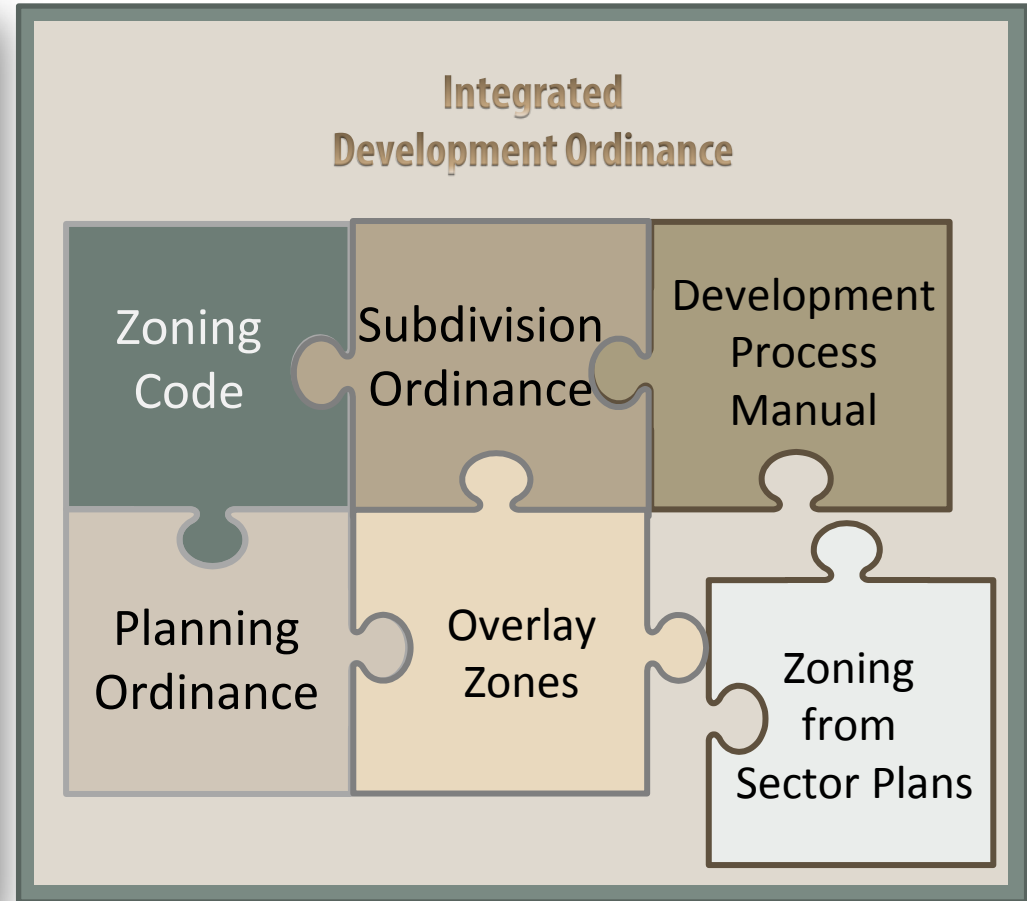 Integrated
Development Ordinance
Zoning
Code
Subdivision
Ordinance
Development
Process
Manual
Planning
Ordinance
Overlay
Zones
Zoning
from
Sector Plans